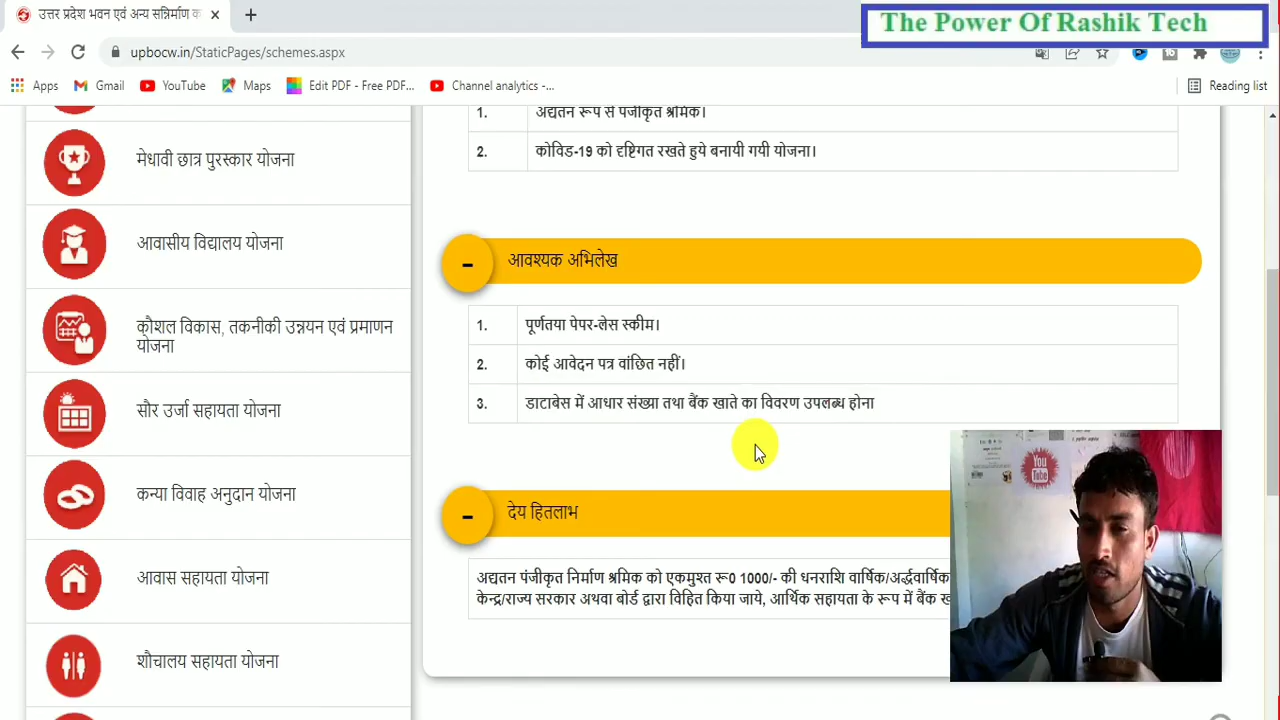 उत्तर प्रदेश भवन एवं अन्य सन्निर्माण क
The Power Of Rashik Tech
upbocw.in/StaticPages/schemes.aspx
Apps
Gmail
YouTube
Maps
Edit PDF - Free PDF...
Channel analytics -...
Reading list
1. अद्यतन रूप से पंजीकृत श्रमिक।
2. कोविड-19 को दृष्टिगत रखते हुये बनायी गयी योजना।
मेधावी छात्र पुरस्कार योजना
आवासीय विद्यालय योजना
कौशल विकास, तकनीकी उन्नयन एवं प्रमाणन
योजना
सौर उर्जा सहायता योजना
कन्या विवाह अनुदान योजना
आवास सहायता योजना
शौचालय सहायता योजना
- आवश्यक अभिलेख
1. पूर्णतया पेपर-लेस स्कीम।
2. कोई आवेदन पत्र वांछित नहीं।
3. डाटाबेस में आधार संख्या तथा बैंक खाते का विवरण उपलब्ध होना
- देय हितलाभ
अद्यतन पंजीकृत निर्माण श्रमिक को एकमुश्त रू0 1000/- की धनराशि वार्षिक/अर्द्धवार्षिक
केन्द्र/राज्य सरकार अथवा बोर्ड द्वारा विहित किया जाये, आर्थिक सहायता के रूप में बैंक ख
You
Tube